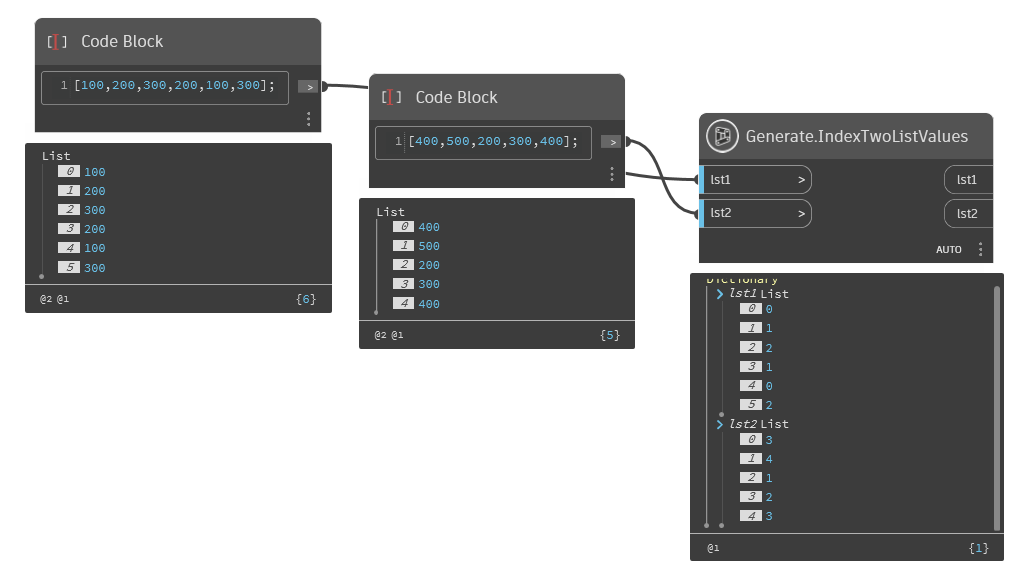 Code Block
1 [100,200,300,200,100,300];
>
List
0 100
1 200
2 300
3 200
4 100
5 300
@2 @1 {6}
Code Block
1 [400,500,200,300,400];
>
List
0 400
1 500
2 200
3 300
4 400
@2 @1 {5}
Generate.IndexTwoListValues
lst1 > lst1
lst2 > lst2
AUTO
Dictionary
lst1 List
0 0
1 1
2 2
3 1
4 0
5 2
lst2 List
0 3
1 4
2 1
3 2
4 3
@1 {1}